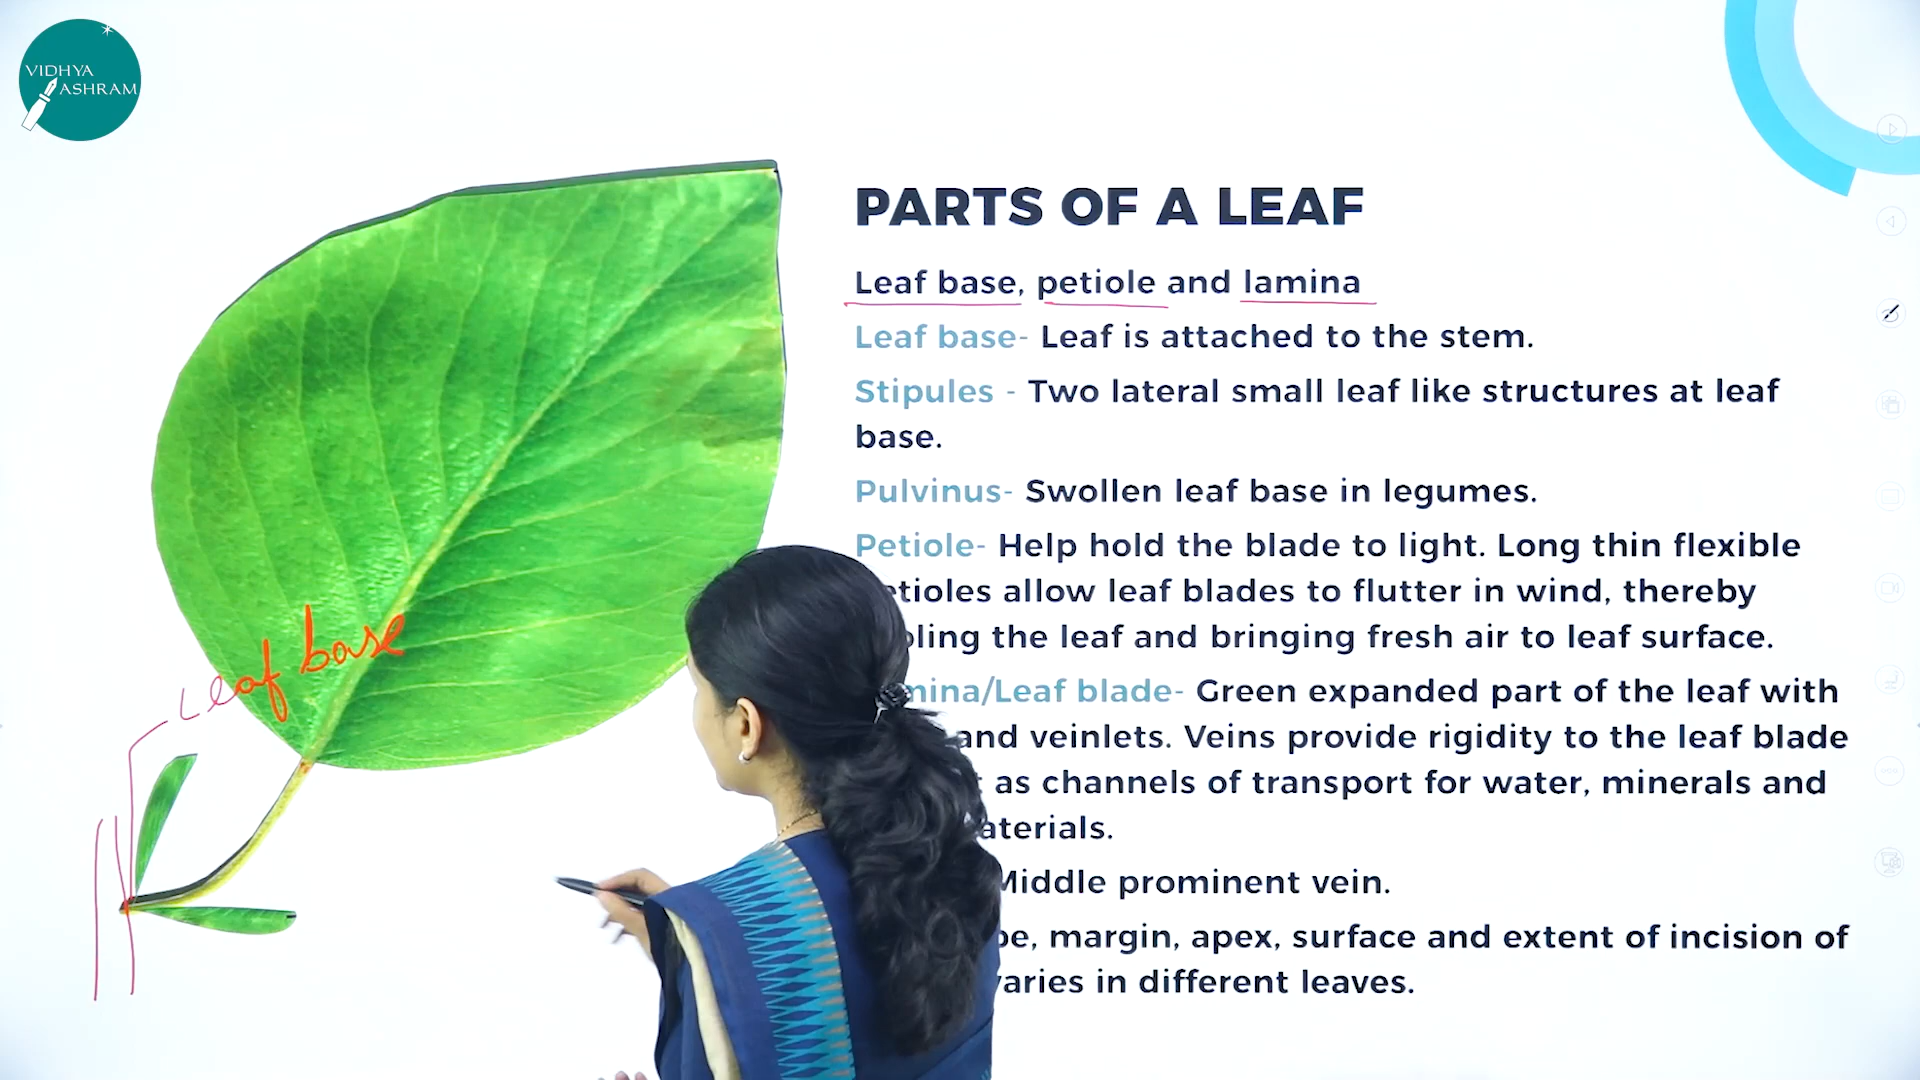 VIDHYA
ASHRAM
PARTS OF A LEAF
Leaf base, petiole and lamina
Leaf base- Leaf is attached to the stem.
Stipules - Two lateral small leaf like structures at leaf
base.
Pulvinus- Swollen leaf base in legumes.
Petiole- Help hold the blade to light. Long thin flexible
allow leaf blades to flutter in wind, thereby
the leaf and bringing fresh air to leaf surface.
/Leaf blade- Green expanded part of the leaf with
and veinlets. Veins provide rigidity to the leaf blade
as channels of transport for water, minerals and
Middle prominent vein.
margin, apex, surface and extent of incision of
varies in different leaves.
Leaf base